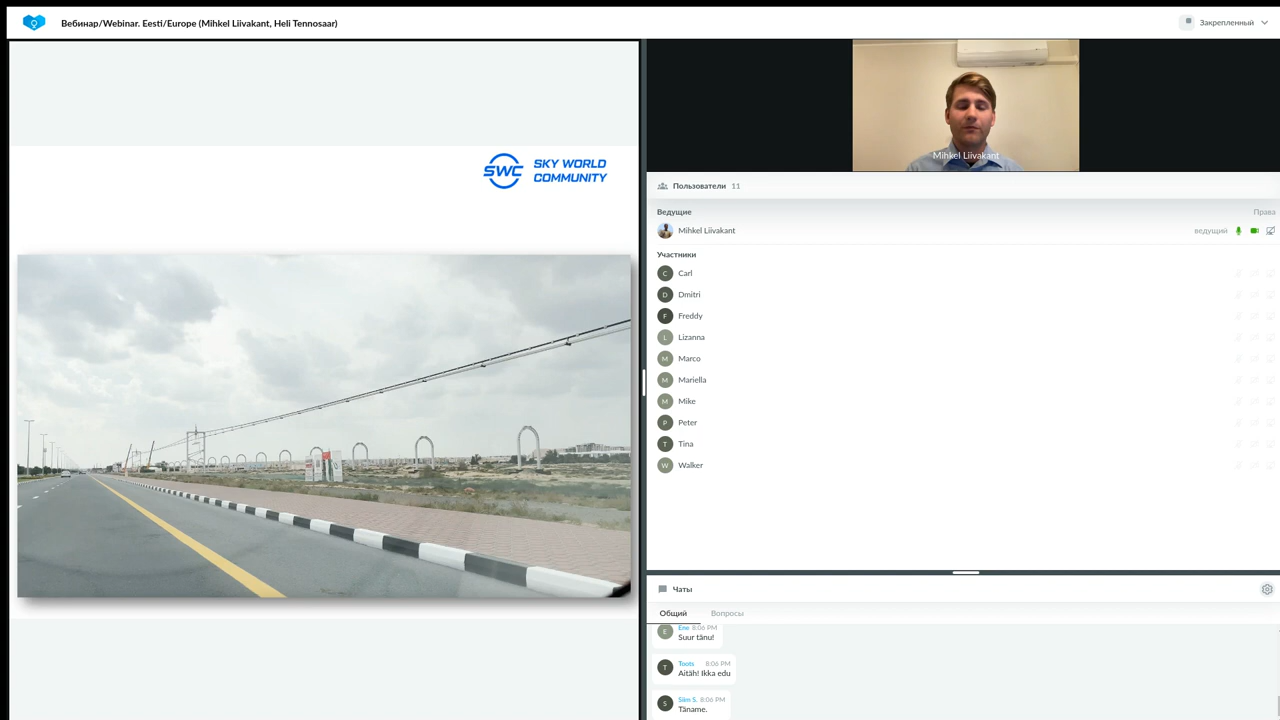 Вебинар/Webinar. Eesti/Europe (Mihkel Liivakant, Heli Tennosaar)
Закрепленный
SWC SKY WORLD
COMMUNITY
Mihkel Liivakant
Пользователи 11
Ведущие Права
Mihkel Liivakant ведущий
Участники
C Carl
D Dmitri
F Freddy
L Lizanna
M Marco
M Mariella
M Mike
P Peter
T Tina
W Walker
Чаты
Общий Вопросы
E Ene 8:06 PM
Suur tänu!
T Toots 8:06 PM
Aitäh! Ikka edu
S Siim S. 8:06 PM
Täname.